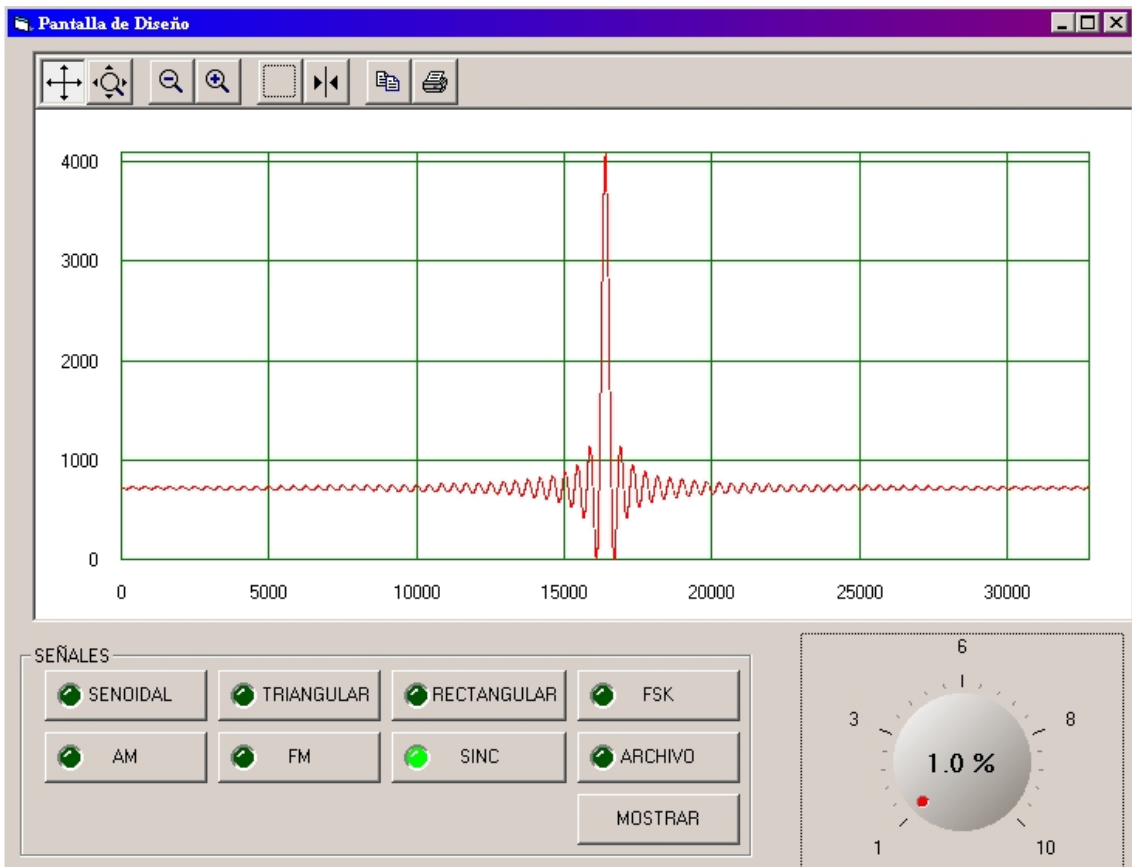 Pantalla de Diseño
4000
3000
2000
1000
0
0 5000 10000 15000 20000 25000 30000
SEÑALES
SENOIDAL TRIANGULAR RECTANGULAR FSK
AM FM SINC ARCHIVO
MOSTRAR
6
3 8
1.0 %
1 10